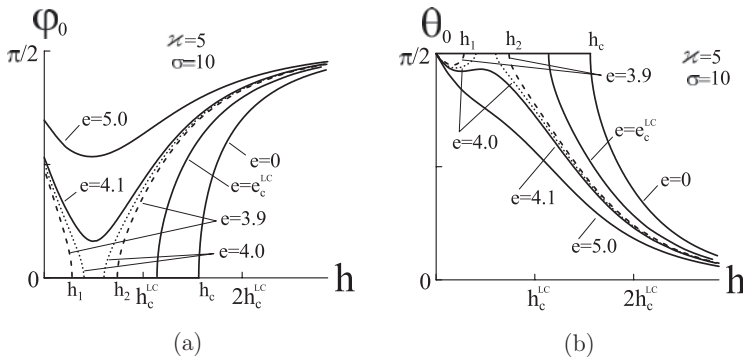 φ₀
π/2
ϰ=5
σ=10
e=5.0
e=4.1
e=0
e=e_c^LC
e=3.9
e=4.0
0
h₁
h₂
h_c^LC
h_c
2h_c^LC
h
(a)
θ₀
π/2
h₁
h₂
h_c
ϰ=5
σ=10
e=3.9
e=4.0
e=e_c^LC
e=0
e=4.1
e=5.0
0
h_c^LC
2h_c^LC
h
(b)